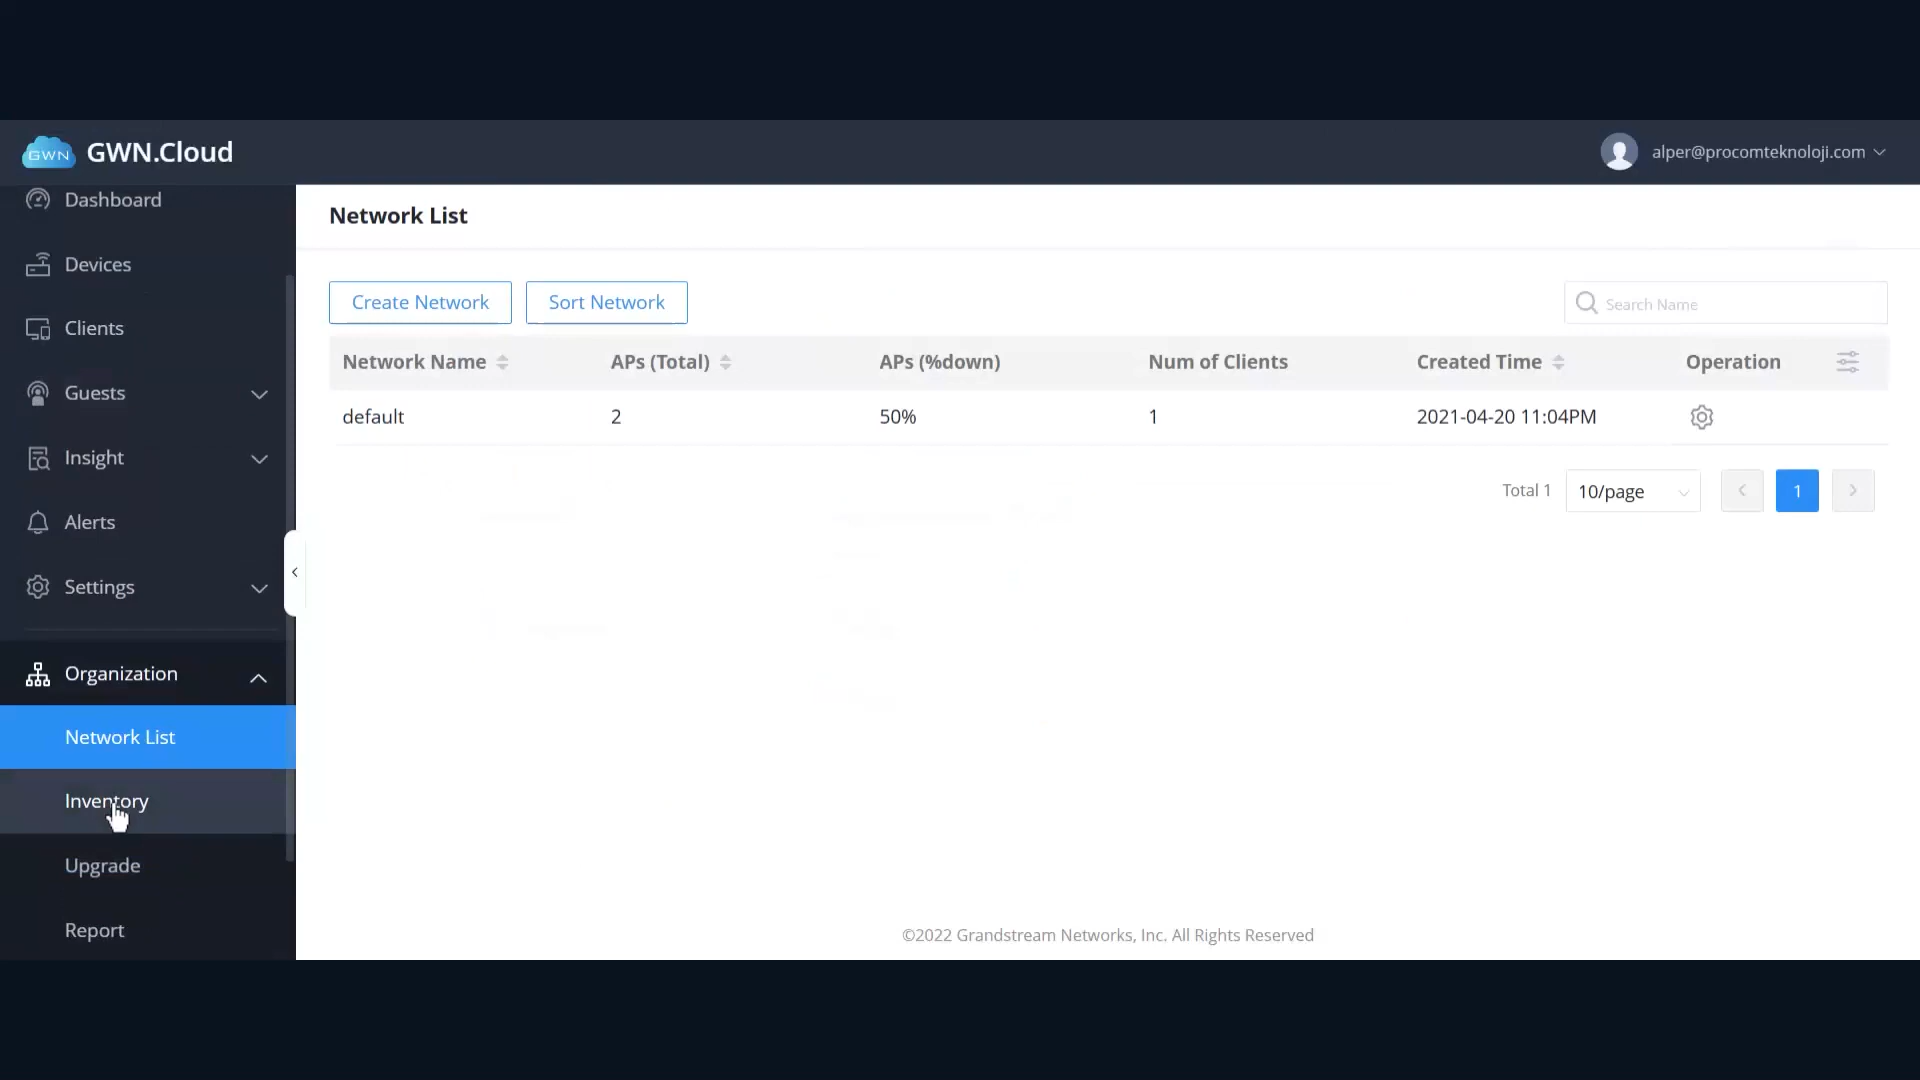 GWN GWN.Cloud
alper@procomteknoloji.com
Dashboard
Devices
Clients
Guests
Insight
Alerts
Settings
Organization
Network List
Inventory
Upgrade
Report
Network List
Create Network Sort Network Search Name
Network Name APs (Total) APs (%down) Num of Clients Created Time Operation
default 2 50% 1 2021-04-20 11:04PM
Total 1 10/page 1
©2022 Grandstream Networks, Inc. All Rights Reserved